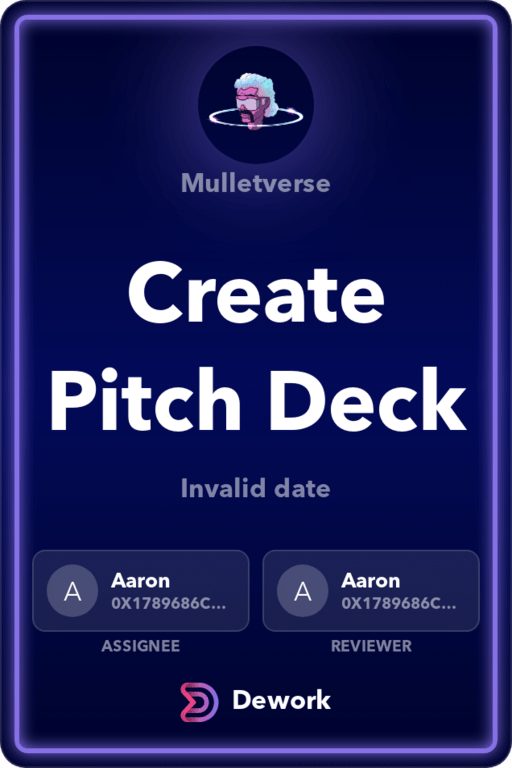 Mulletverse
Create
Pitch Deck
Invalid date
A
Aaron
0X1789686C...
ASSIGNEE
A
Aaron
0X1789686C...
REVIEWER
Dework